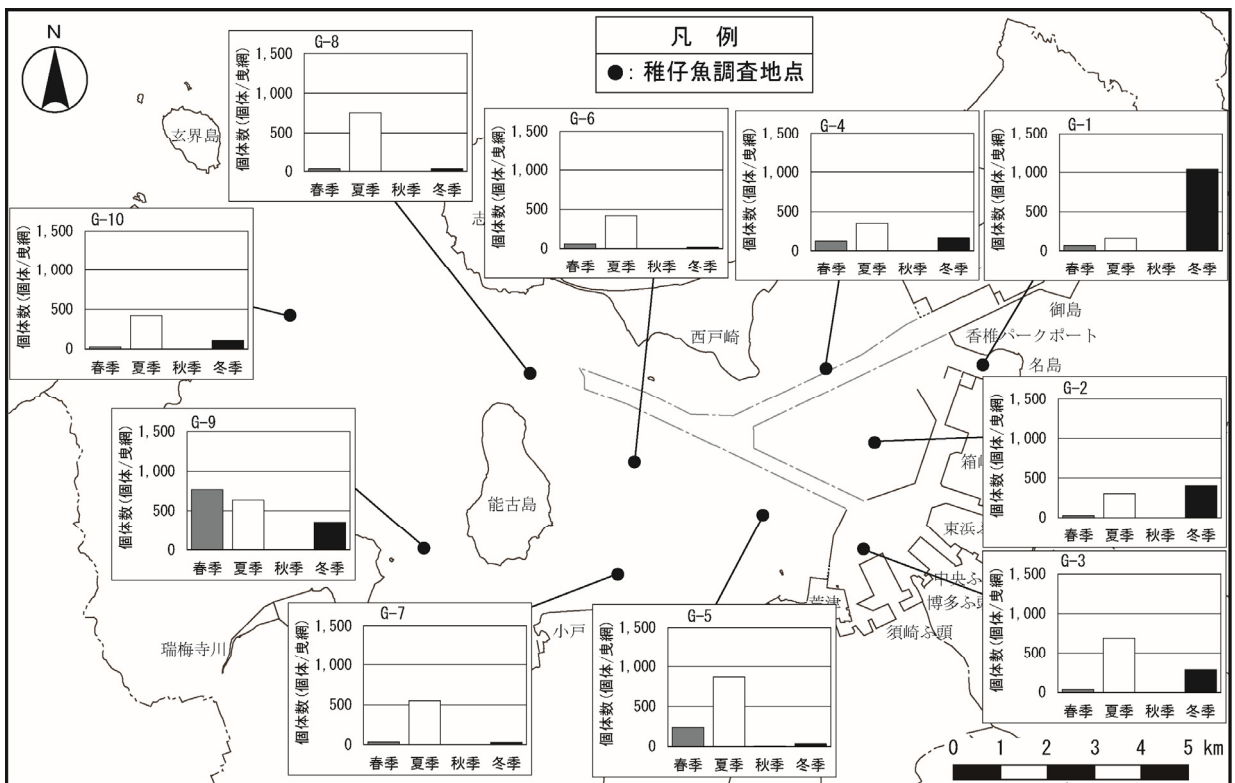 N
凡 例
●：稚仔魚調査地点
G-8
個体数(個体/曳網)
1,500
1,000
500
0
春季 夏季 秋季 冬季
G-6
個体数(個体/曳網)
1,500
1,000
500
0
春季 夏季 秋季 冬季
G-4
個体数(個体/曳網)
1,500
1,000
500
0
春季 夏季 秋季 冬季
G-1
個体数(個体/曳網)
1,500
1,000
500
0
春季 夏季 秋季 冬季
玄界島
志
G-10
個体数(個体/曳網)
1,500
1,000
500
0
春季 夏季 秋季 冬季
西戸崎
御島
香椎パークポート
名島
G-2
個体数(個体/曳網)
1,500
1,000
500
0
春季 夏季 秋季 冬季
箱崎
G-9
個体数(個体/曳網)
1,500
1,000
500
0
春季 夏季 秋季 冬季
能古島
東浜ふ
中央ふ
博多ふ頭
荒津
須崎ふ頭
G-3
個体数(個体/曳網)
1,500
1,000
500
0
春季 夏季 秋季 冬季
G-7
個体数(個体/曳網)
1,500
1,000
500
0
春季 夏季 秋季 冬季
小戸
瑞梅寺川
G-5
個体数(個体/曳網)
1,500
1,000
500
0
春季 夏季 秋季 冬季
0 1 2 3 4 5 km